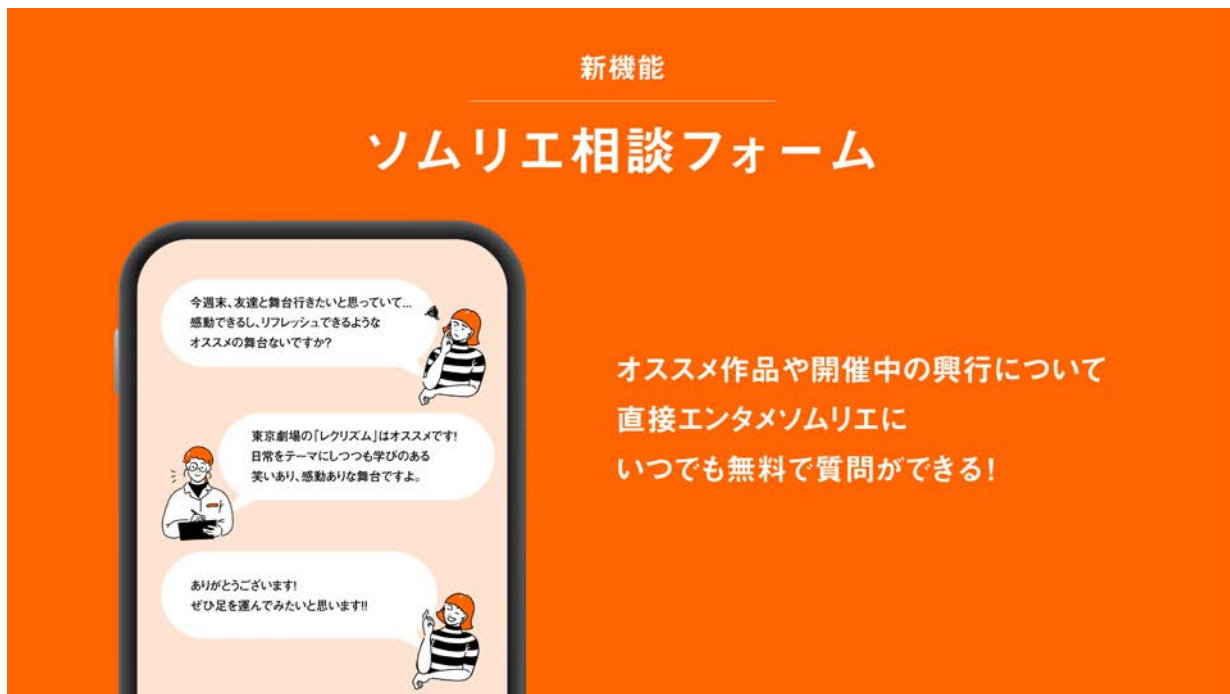 新機能
ソムリエ相談フォーム
今週末、友達と舞台行きたいと思っていて...
感動できるし、リフレッシュできるような
オススメの舞台ないですか?
東京劇場の「レクリズム」はオススメです!
日常をテーマにしつつも学びのある
笑いあり、感動ありな舞台ですよ。
ありがとうございます!
ぜひ足を運んでみたいと思います!!
オススメ作品や開催中の興行について
直接エンタメソムリエに
いつでも無料で質問ができる!